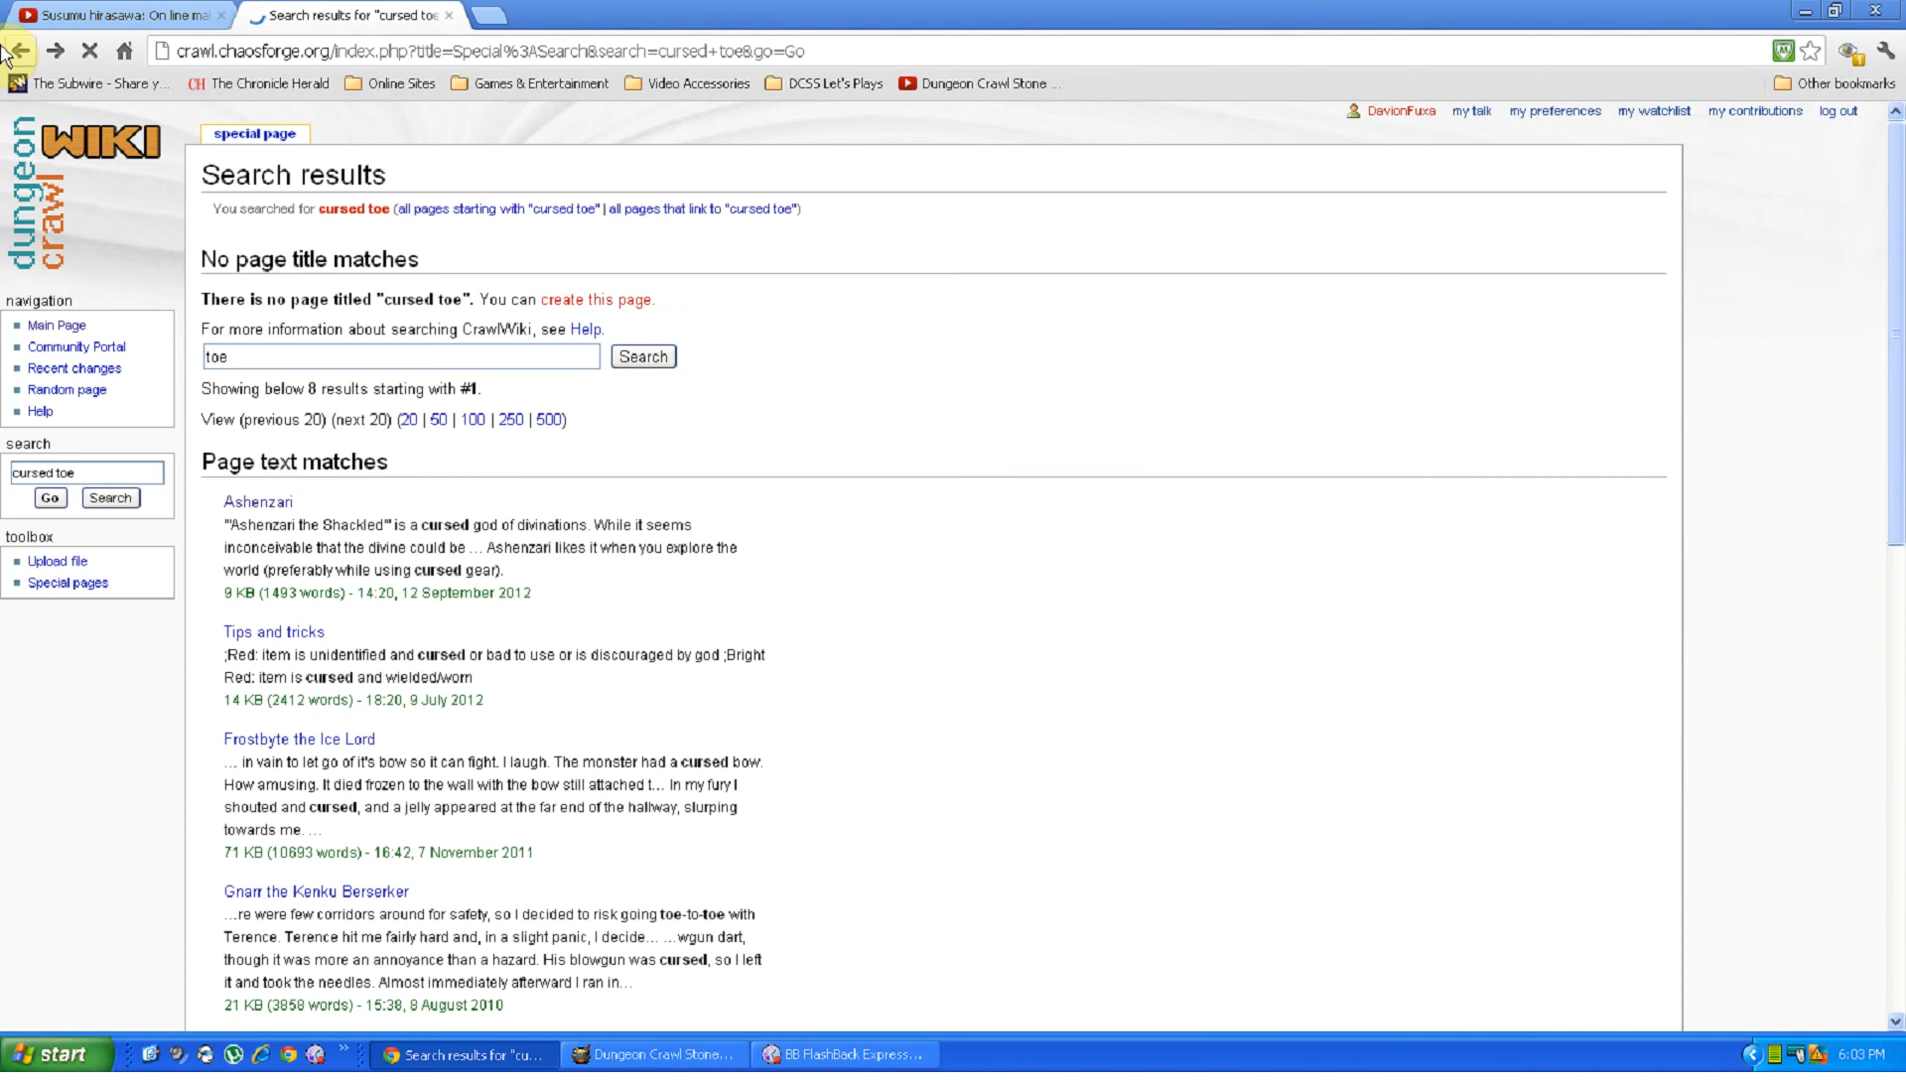 Susumu hirasawa: On line ma
Search results for "cursed toe
crawl.chaosforge.org/index.php?title=Special%3ASearch&search=cursed+toe&go=Go
The Subwire - Share y...
CH The Chronicle Herald
Online Sites
Games & Entertainment
Video Accessories
DCSS Let's Plays
Dungeon Crawl Stone ...
Other bookmarks
DavionFuxa my talk my preferences my watchlist my contributions log out
dungeon
crawl
WIKI
special page
Search results
You searched for cursed toe (all pages starting with "cursed toe" | all pages that link to "cursed toe")
No page title matches
There is no page titled "cursed toe". You can create this page.
For more information about searching CrawlWiki, see Help.
toe
Search
Showing below 8 results starting with #1.
View (previous 20) (next 20) (20 | 50 | 100 | 250 | 500)
navigation
Main Page
Community Portal
Recent changes
Random page
Help
search
cursed toe
Go Search
toolbox
Upload file
Special pages
Page text matches
Ashenzari
"'Ashenzari the Shackled'" is a cursed god of divinations. While it seems
inconceivable that the divine could be ... Ashenzari likes it when you explore the
world (preferably while using cursed gear).
9 KB (1493 words) - 14:20, 12 September 2012
Tips and tricks
;Red: item is unidentified and cursed or bad to use or is discouraged by god ;Bright
Red: item is cursed and wielded/worn
14 KB (2412 words) - 18:20, 9 July 2012
Frostbyte the Ice Lord
... in vain to let go of it's bow so it can fight. I laugh. The monster had a cursed bow.
How amusing. It died frozen to the wall with the bow still attached t... In my fury I
shouted and cursed, and a jelly appeared at the far end of the hallway, slurping
towards me. ...
71 KB (10693 words) - 16:42, 7 November 2011
Gnarr the Kenku Berserker
...re were few corridors around for safety, so I decided to risk going toe-to-toe with
Terence. Terence hit me fairly hard and, in a slight panic, I decide... ...wgun dart,
though it was more an annoyance than a hazard. His blowgun was cursed, so I left
it and took the needles. Almost immediately afterward I ran in...
21 KB (3858 words) - 15:38, 8 August 2010
start
Search results for "cu...
Dungeon Crawl Stone...
BB FlashBack Express...
6:03 PM